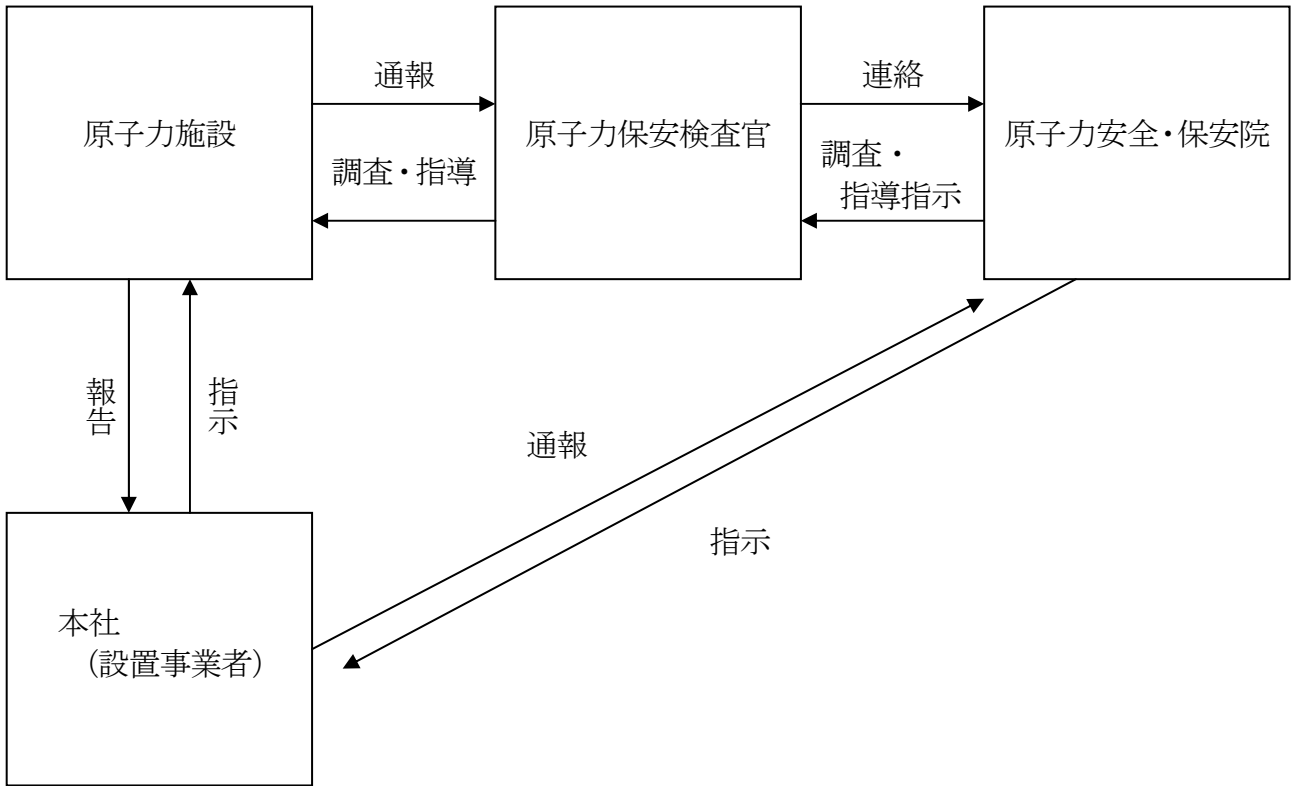 通報
連絡
原子力施設
原子力保安検査官
原子力安全・保安院
調査・指導
調査・
指導指示
報告
指示
通報
指示
本社
（設置事業者）